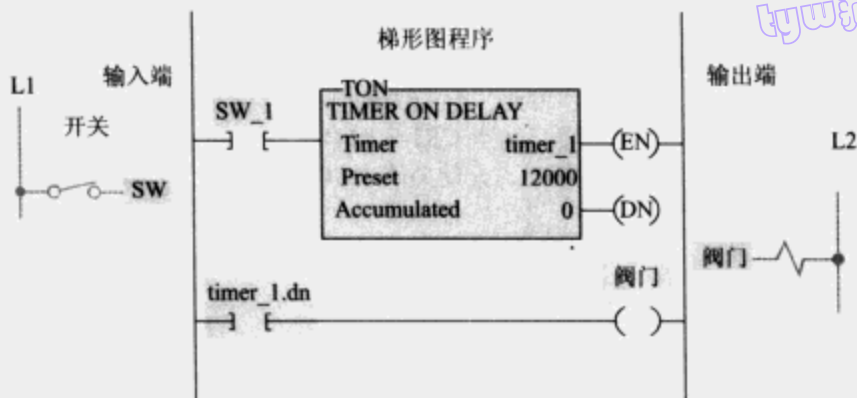 梯形图程序
L1
输入端
输出端
开关
SW_1
TON
TIMER ON DELAY
Timer timer_1
Preset 12000
Accumulated 0
EN
DN
L2
SW
阀门
timer_1.dn
阀门